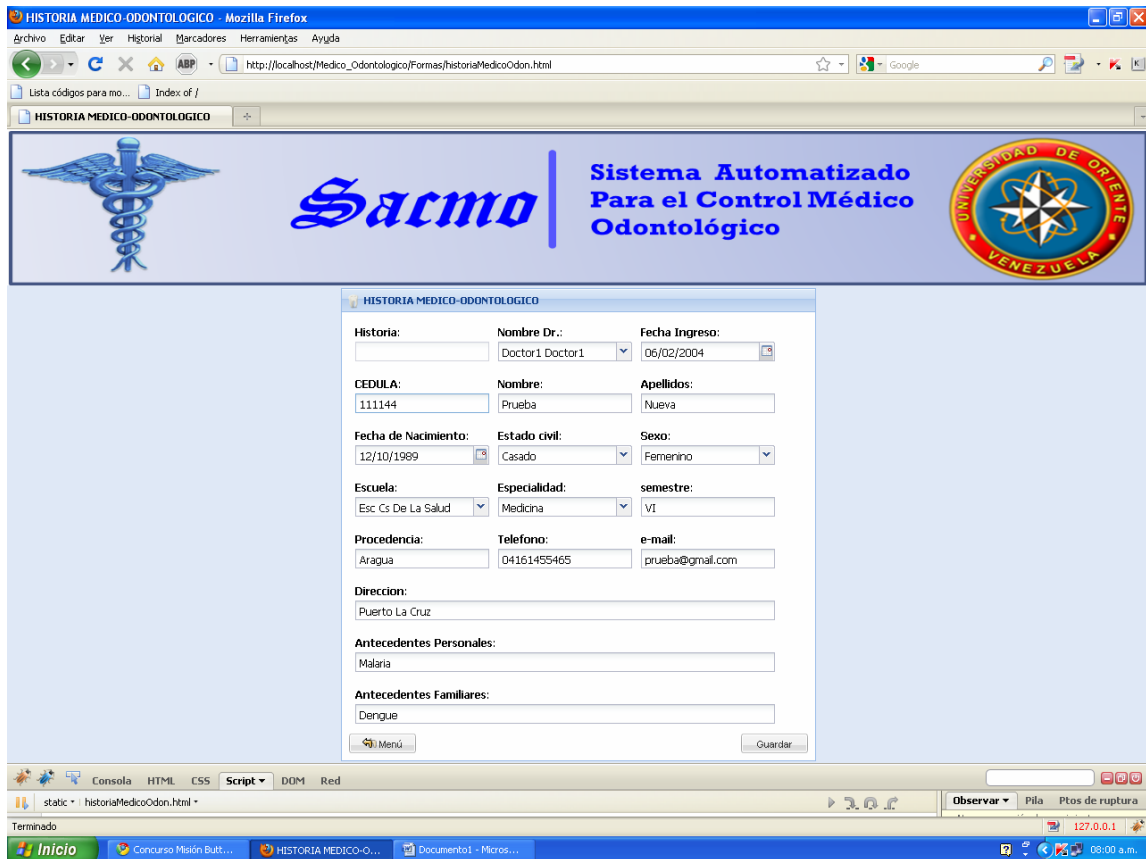 HISTORIA MEDICO-ODONTOLOGICO - Mozilla Firefox
Archivo Editar Ver Historial Marcadores Herramientas Ayuda
ABP http://localhost/Medico_Odontologico/Formas/historiaMedicoOdon.html Google
Lista códigos para mo... Index of /
HISTORIA MEDICO-ODONTOLOGICO
Sacmo
Sistema Automatizado
Para el Control Médico
Odontológico
UNIVERSIDAD DE ORIENTE
VENEZUELA
HISTORIA MEDICO-ODONTOLOGICO
Historia: Nombre Dr.: Fecha Ingreso:
Doctor1 Doctor1 06/02/2004
CEDULA: Nombre: Apellidos:
111144 Prueba Nueva
Fecha de Nacimiento: Estado civil: Sexo:
12/10/1989 Casado Femenino
Escuela: Especialidad: semestre:
Esc Cs De La Salud Medicina VI
Procedencia: Telefono: e-mail:
Aragua 04161455465 prueba@gmail.com
Direccion:
Puerto La Cruz
Antecedentes Personales:
Malaria
Antecedentes Familiares:
Dengue
Menú Guardar
Consola HTML CSS Script DOM Red
static historiaMedicoOdon.html Observar Pila Ptos de ruptura
Terminado 127.0.0.1
Inicio Concurso Misión Butt... HISTORIA MEDICO-O... Documento1 - Micros... 08:00 a.m.